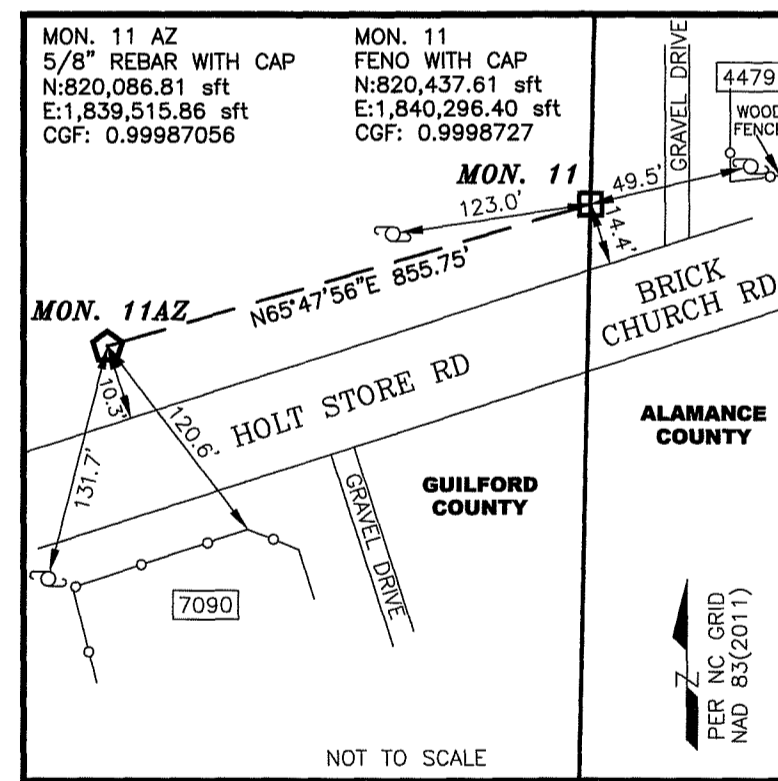 MON. 11 AZ
5/8" REBAR WITH CAP
N:820,086.81 sft
E:1,839,515.86 sft
CGF: 0.99987056
MON. 11
FENO WITH CAP
N:820,437.61 sft
E:1,840,296.40 sft
CGF: 0.9998727
GRAVEL DRIVE
4479
WOOD
FENCE
MON. 11
49.5'
123.0'
14.4'
N65°47'56"E 855.75'
MON. 11AZ
BRICK
CHURCH RD
10.3'
120.6'
HOLT STORE RD
131.7'
ALAMANCE
COUNTY
GUILFORD
COUNTY
GRAVEL DRIVE
7090
Z
PER NC GRID
NAD 83(2011)
NOT TO SCALE